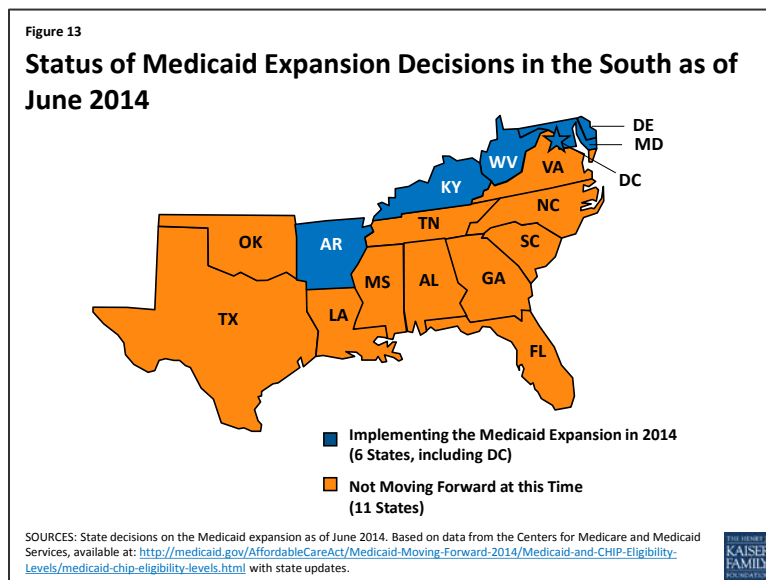 Figure 13
Status of Medicaid Expansion Decisions in the South as of
June 2014
DE
MD
WV
VA
DC
KY
NC
TN
OK
AR
SC
MS
AL
GA
LA
TX
FL
Implementing the Medicaid Expansion in 2014
(6 States, including DC)
Not Moving Forward at this Time
(11 States)
SOURCES: State decisions on the Medicaid expansion as of June 2014. Based on data from the Centers for Medicare and Medicaid
Services, available at: http://medicaid.gov/AffordableCareAct/Medicaid-Moving-Forward-2014/Medicaid-and-CHIP-Eligibility-
Levels/medicaid-chip-eligibility-levels.html with state updates.
THE HENRY J.
KAISER
FAMILY
FOUNDATION